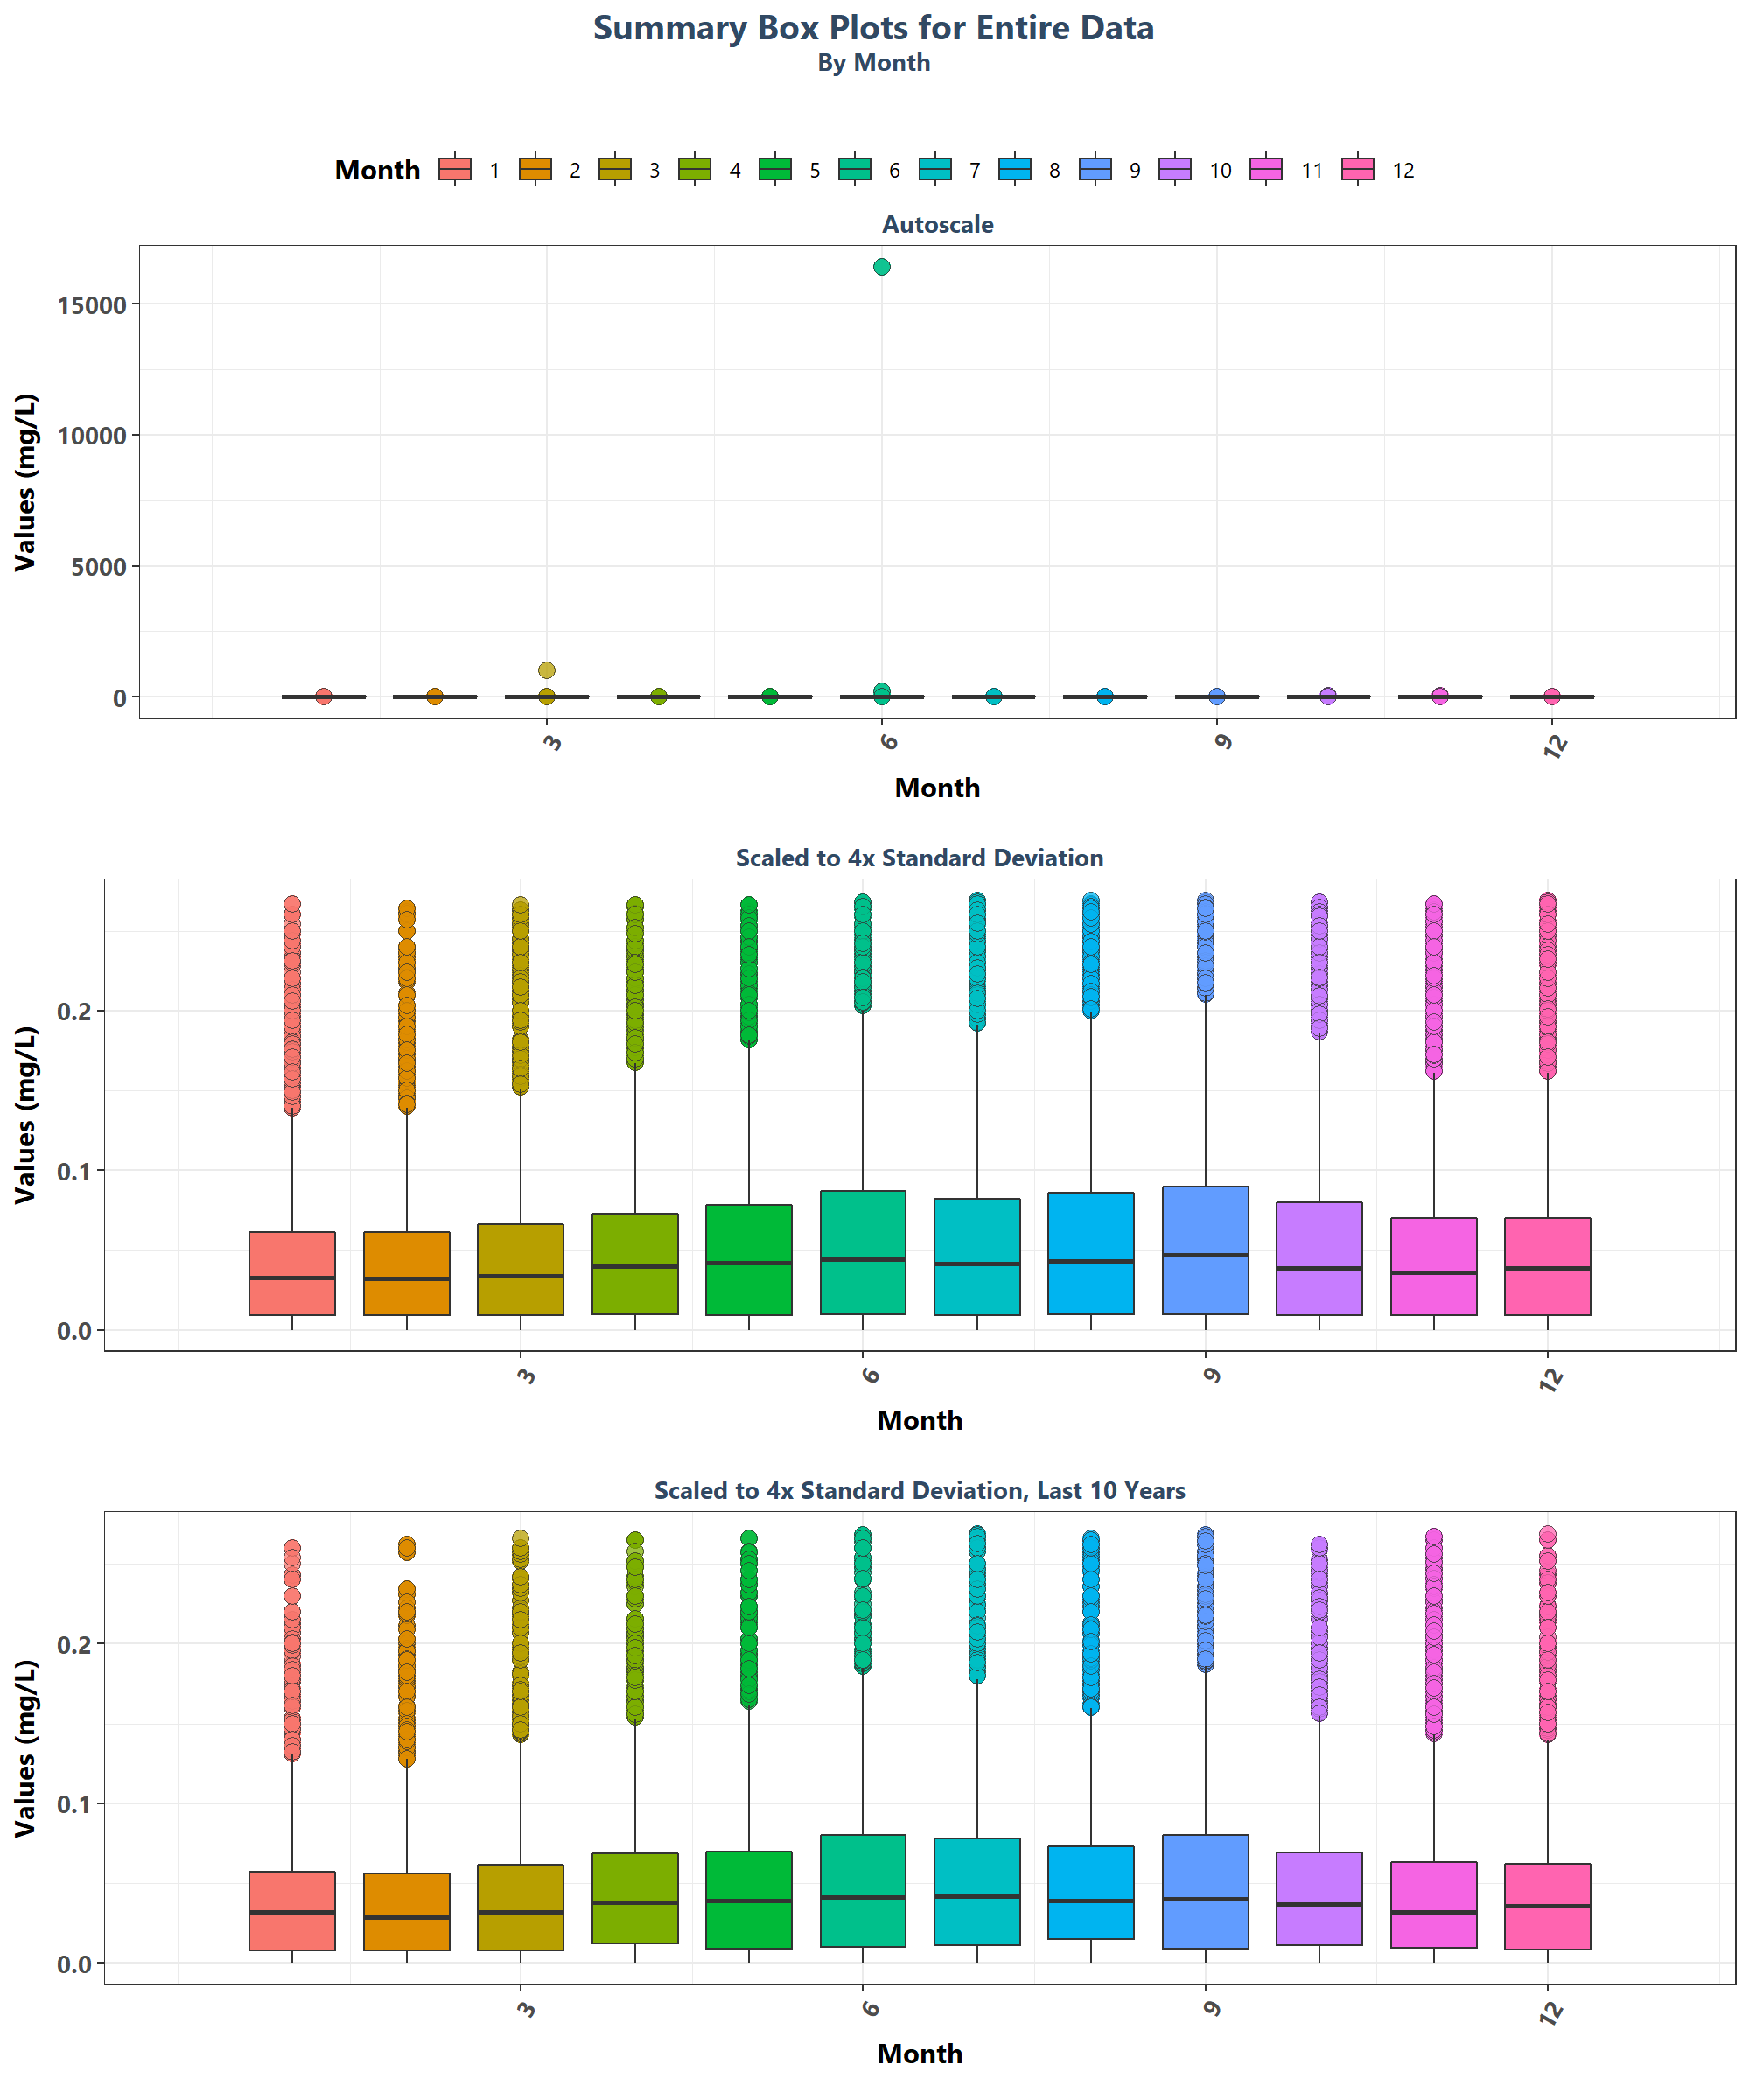 Summary Box Plots for Entire Data
By Month
Month 1 2 3 4 5 6 7 8 9 10 11 12
Autoscale
15000
10000
5000
0
Values (mg/L)
3 6 9 12
Month
Scaled to 4x Standard Deviation
0.2
0.1
0.0
Values (mg/L)
3 6 9 12
Month
Scaled to 4x Standard Deviation, Last 10 Years
0.2
0.1
0.0
Values (mg/L)
3 6 9 12
Month